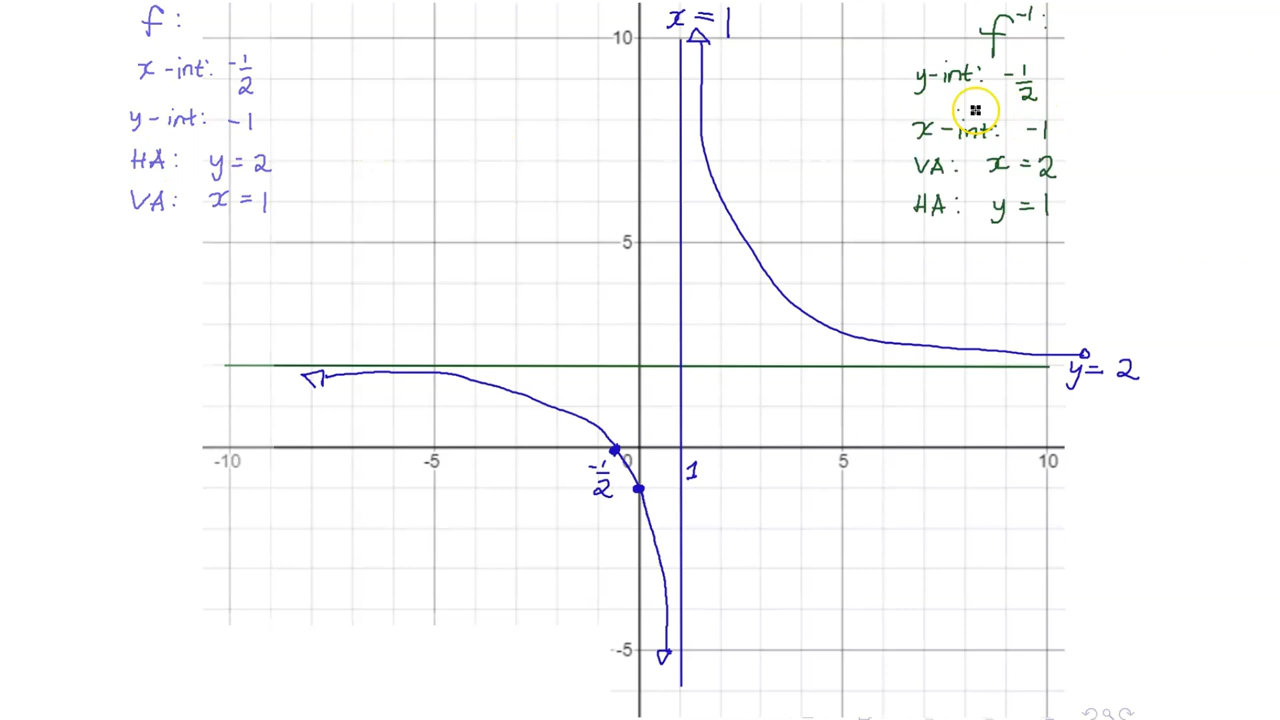 f :
x-int: -1/2
y-int: -1
HA: y = 2
VA: x = 1
x = 1
f⁻¹:
y-int: -1/2
x-int: -1
VA: x = 2
HA: y = 1
10
5
y = 2
-10
-5
0
5
10
-1/2
1
-5